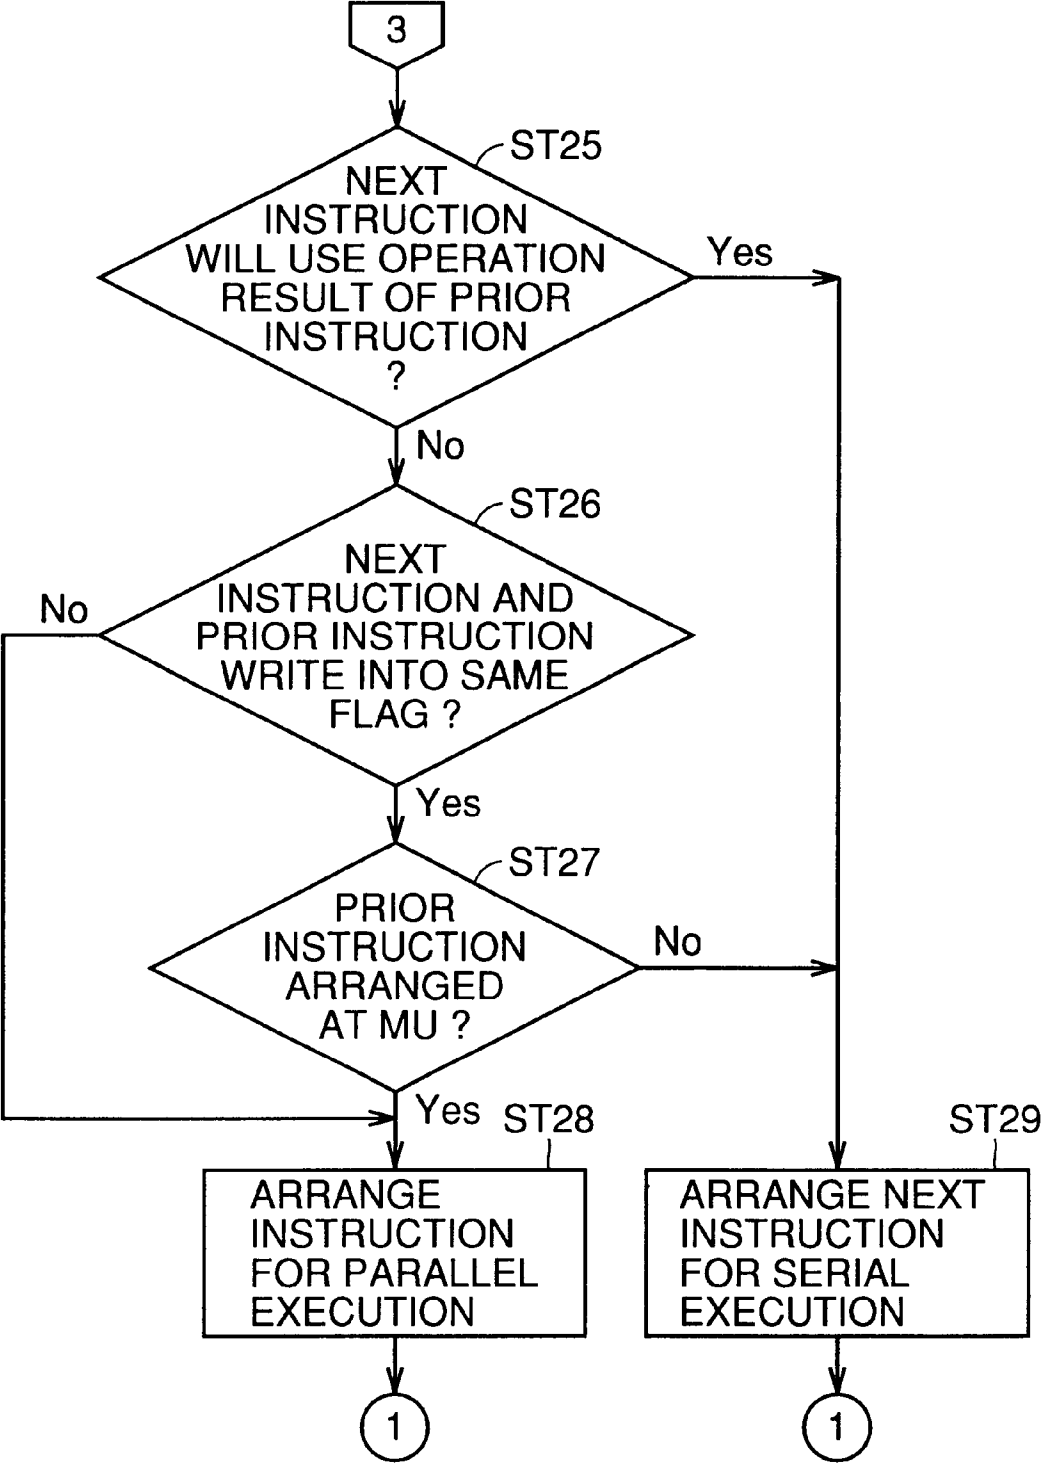 3
ST25
NEXT
INSTRUCTION
WILL USE OPERATION
RESULT OF PRIOR
INSTRUCTION
?
Yes
No
ST26
NEXT
INSTRUCTION AND
PRIOR INSTRUCTION
WRITE INTO SAME
FLAG ?
No
Yes
ST27
PRIOR
INSTRUCTION
ARRANGED
AT MU ?
No
Yes
ST28
ARRANGE
INSTRUCTION
FOR PARALLEL
EXECUTION
ST29
ARRANGE NEXT
INSTRUCTION
FOR SERIAL
EXECUTION
1
1